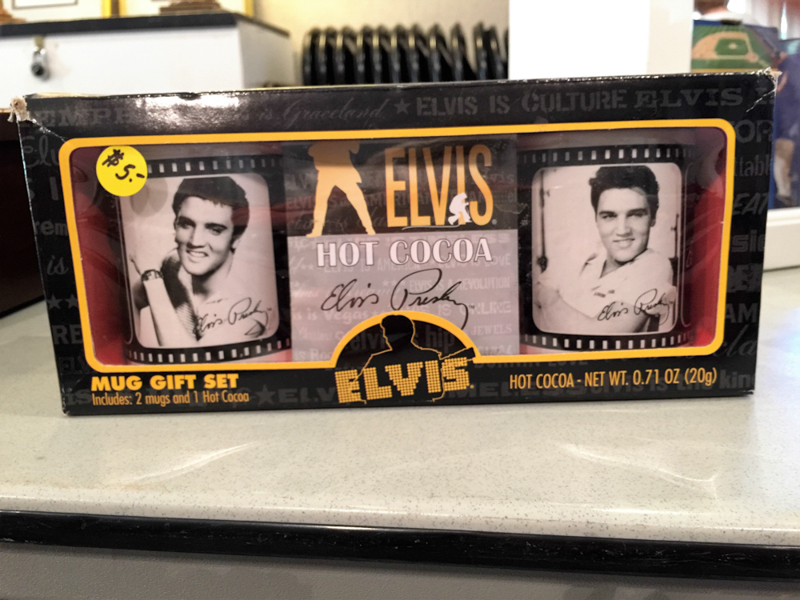 Graceland ★ ELVIS IS CULTURE ELVIS
$5.-
ELVIS
HOT COCOA
Elvis Presley
Elvis Presley
Elvis Presley
ELVIS
MUG GIFT SET
Includes: 2 mugs and 1 Hot Cocoa
HOT COCOA - NET WT. 0.71 OZ (20g)